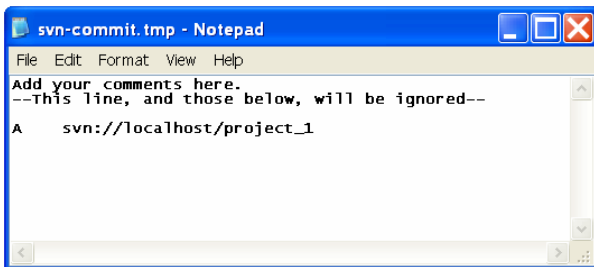 svn-commit.tmp - Notepad
File Edit Format View Help
Add your comments here.
--This line, and those below, will be ignored--
A    svn://localhost/project_1